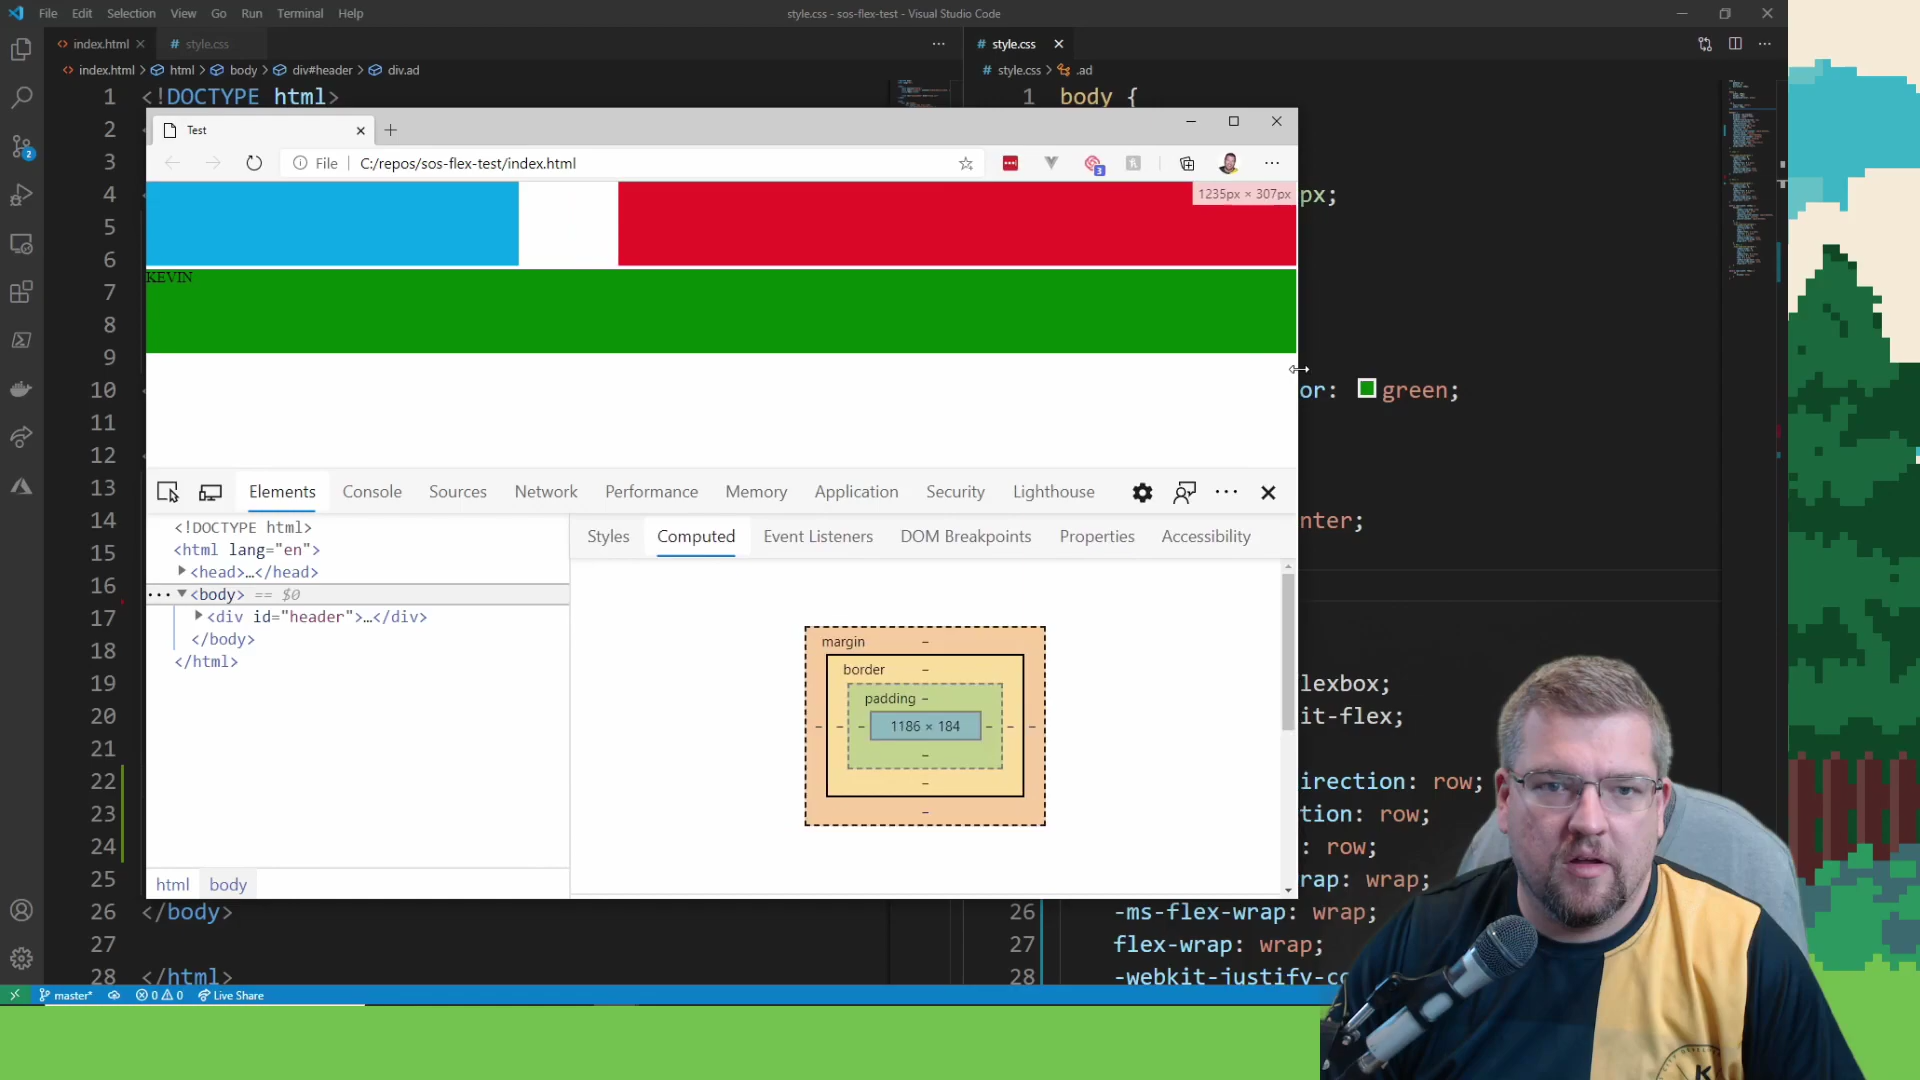 File Edit Selection View Go Run Terminal Help
style.css - sos-flex-test - Visual Studio Code
index.html
style.css
style.css
index.html > html > body > div#header > div.ad
style.css > .ad
1 <!DOCTYPE html>
2
3
4
5
6
7
8
9
10
11
12
13
14
15
16
17
18
19
20
21
22
23
24
25
26 </body>
27
28 </html>
1 body {
px;
or: green;
nter;
lexbox;
it-flex;
irection: row;
tion: row;
: row;
rap: wrap;
26 -ms-flex-wrap: wrap;
27 flex-wrap: wrap;
28 -webkit-justify-co
Test
File C:/repos/sos-flex-test/index.html
3
1235px × 307px
KEVIN
Elements Console Sources Network Performance Memory Application Security Lighthouse
<!DOCTYPE html>
<html lang="en">
<head>…</head>
<body> == $0
<div id="header">…</div>
</body>
</html>
html body
Styles Computed Event Listeners DOM Breakpoints Properties Accessibility
margin –
border –
padding –
– – – 1186 × 184 – – –
–
–
–
2
master* 0 0 Live Share
K